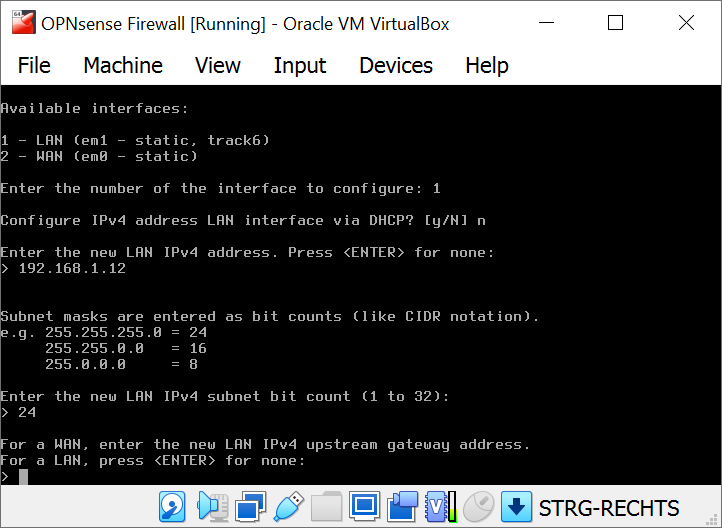 64
OPNsense Firewall [Running] - Oracle VM VirtualBox
File Machine View Input Devices Help
Available interfaces:
1 - LAN (em1 - static, track6)
2 - WAN (em0 - static)
Enter the number of the interface to configure: 1
Configure IPv4 address LAN interface via DHCP? [y/N] n
Enter the new LAN IPv4 address. Press <ENTER> for none:
> 192.168.1.12
Subnet masks are entered as bit counts (like CIDR notation).
e.g. 255.255.255.0 = 24
     255.255.0.0   = 16
     255.0.0.0     = 8
Enter the new LAN IPv4 subnet bit count (1 to 32):
> 24
For a WAN, enter the new LAN IPv4 upstream gateway address.
For a LAN, press <ENTER> for none:
>
V STRG-RECHTS